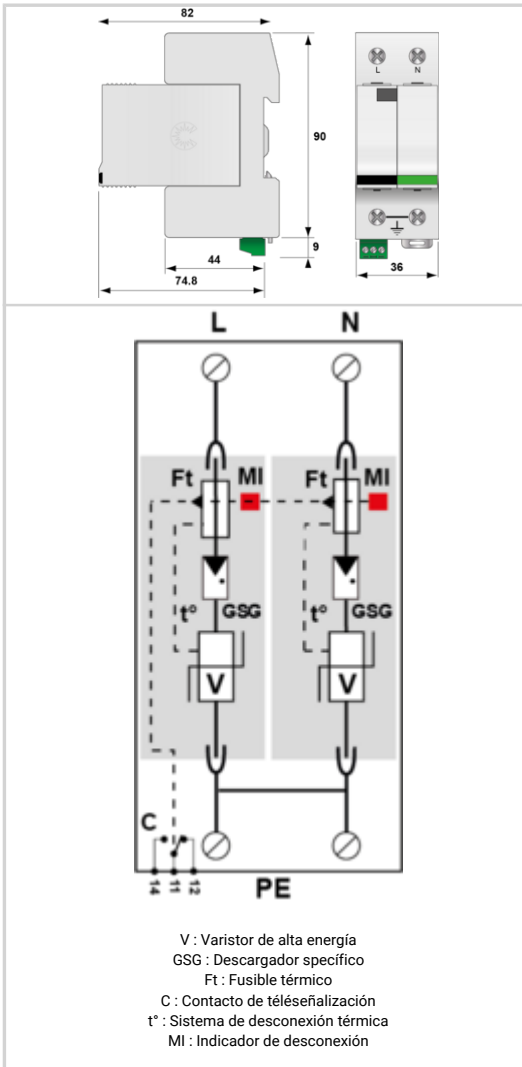 82
L N
90
9
44
36
74.8
L N
Ft MI Ft MI
t° GSG t° GSG
V V
C
14 11 12
PE
V : Varistor de alta energía
GSG : Descargador específico
Ft : Fusible térmico
C : Contacto de téléseñalización
t° : Sistema de desconexión térmica
MI : Indicador de desconexión